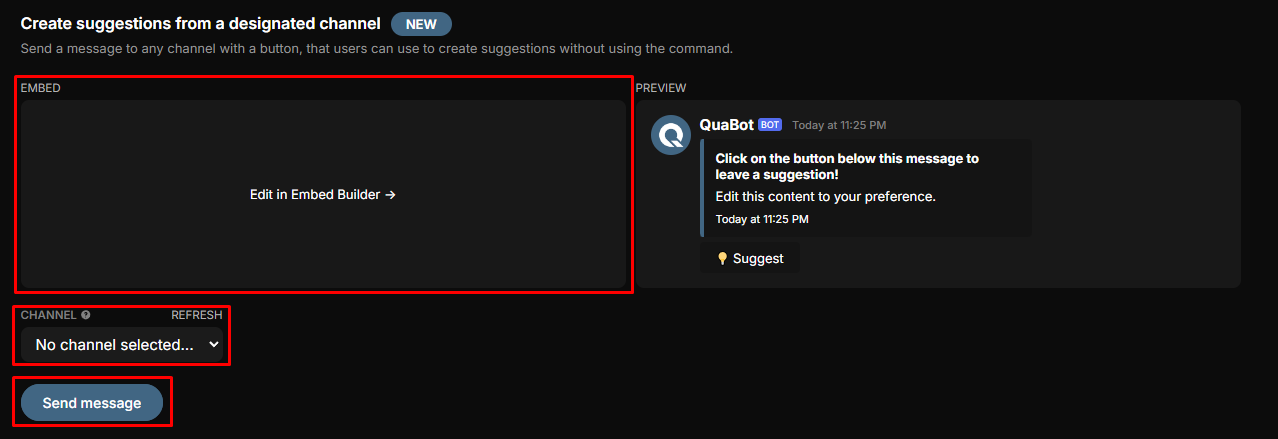 Create suggestions from a designated channel NEW
Send a message to any channel with a button, that users can use to create suggestions without using the command.
EMBED
Edit in Embed Builder →
PREVIEW
QuaBot BOT Today at 11:25 PM
Click on the button below this message to
leave a suggestion!
Edit this content to your preference.
Today at 11:25 PM
Suggest
CHANNEL ? REFRESH
No channel selected...
Send message